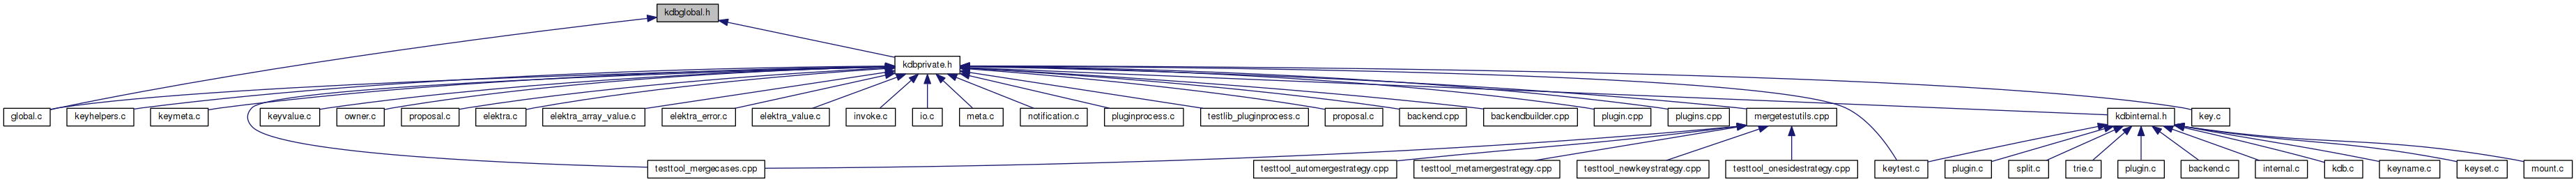 kdbglobal.h
kdbprivate.h
global.c
keyhelpers.c
keymeta.c
keyvalue.c
owner.c
proposal.c
elektra.c
elektra_array_value.c
elektra_error.c
elektra_value.c
invoke.c
io.c
meta.c
notification.c
pluginprocess.c
testlib_pluginprocess.c
proposal.c
backend.cpp
backendbuilder.cpp
plugin.cpp
plugins.cpp
mergetestutils.cpp
kdbinternal.h
key.c
testtool_mergecases.cpp
testtool_automergestrategy.cpp
testtool_metamergestrategy.cpp
testtool_newkeystrategy.cpp
testtool_onesidestrategy.cpp
keytest.c
plugin.c
split.c
trie.c
plugin.c
backend.c
internal.c
kdb.c
keyname.c
keyset.c
mount.c